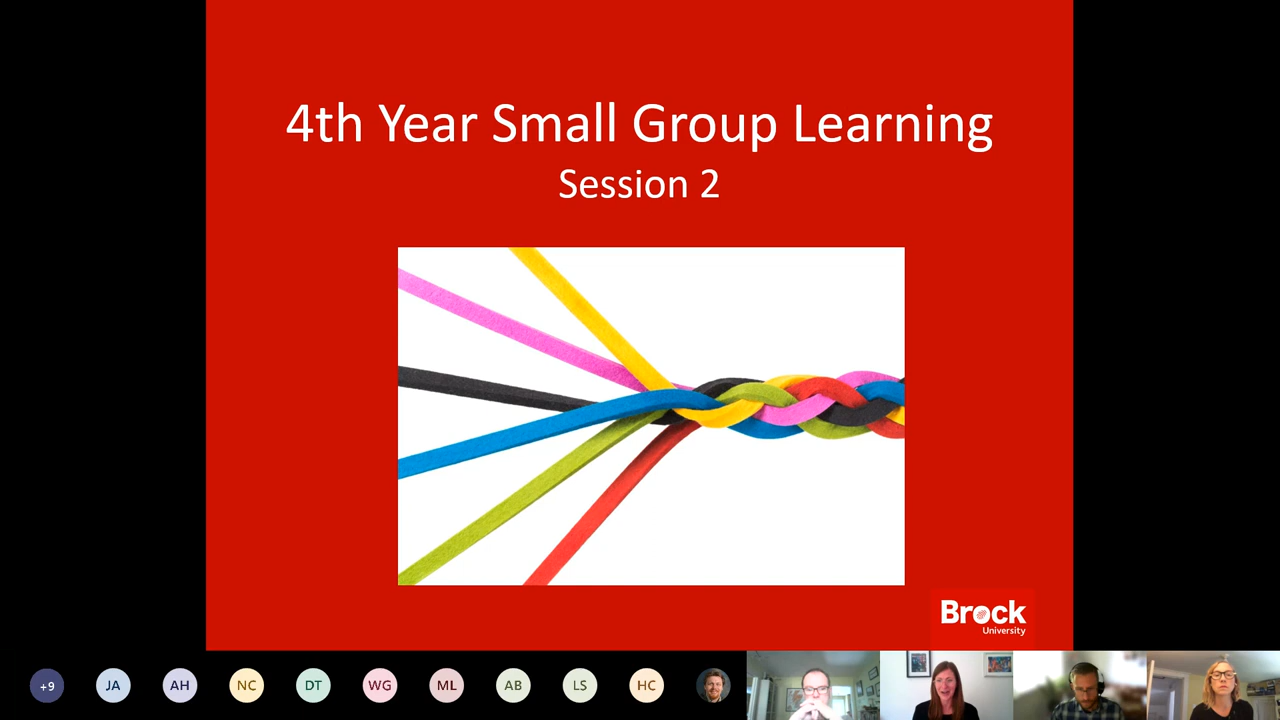 4th Year Small Group Learning
Session 2
Brock
University
+9
JA
AH
NC
DT
WG
ML
AB
LS
HC